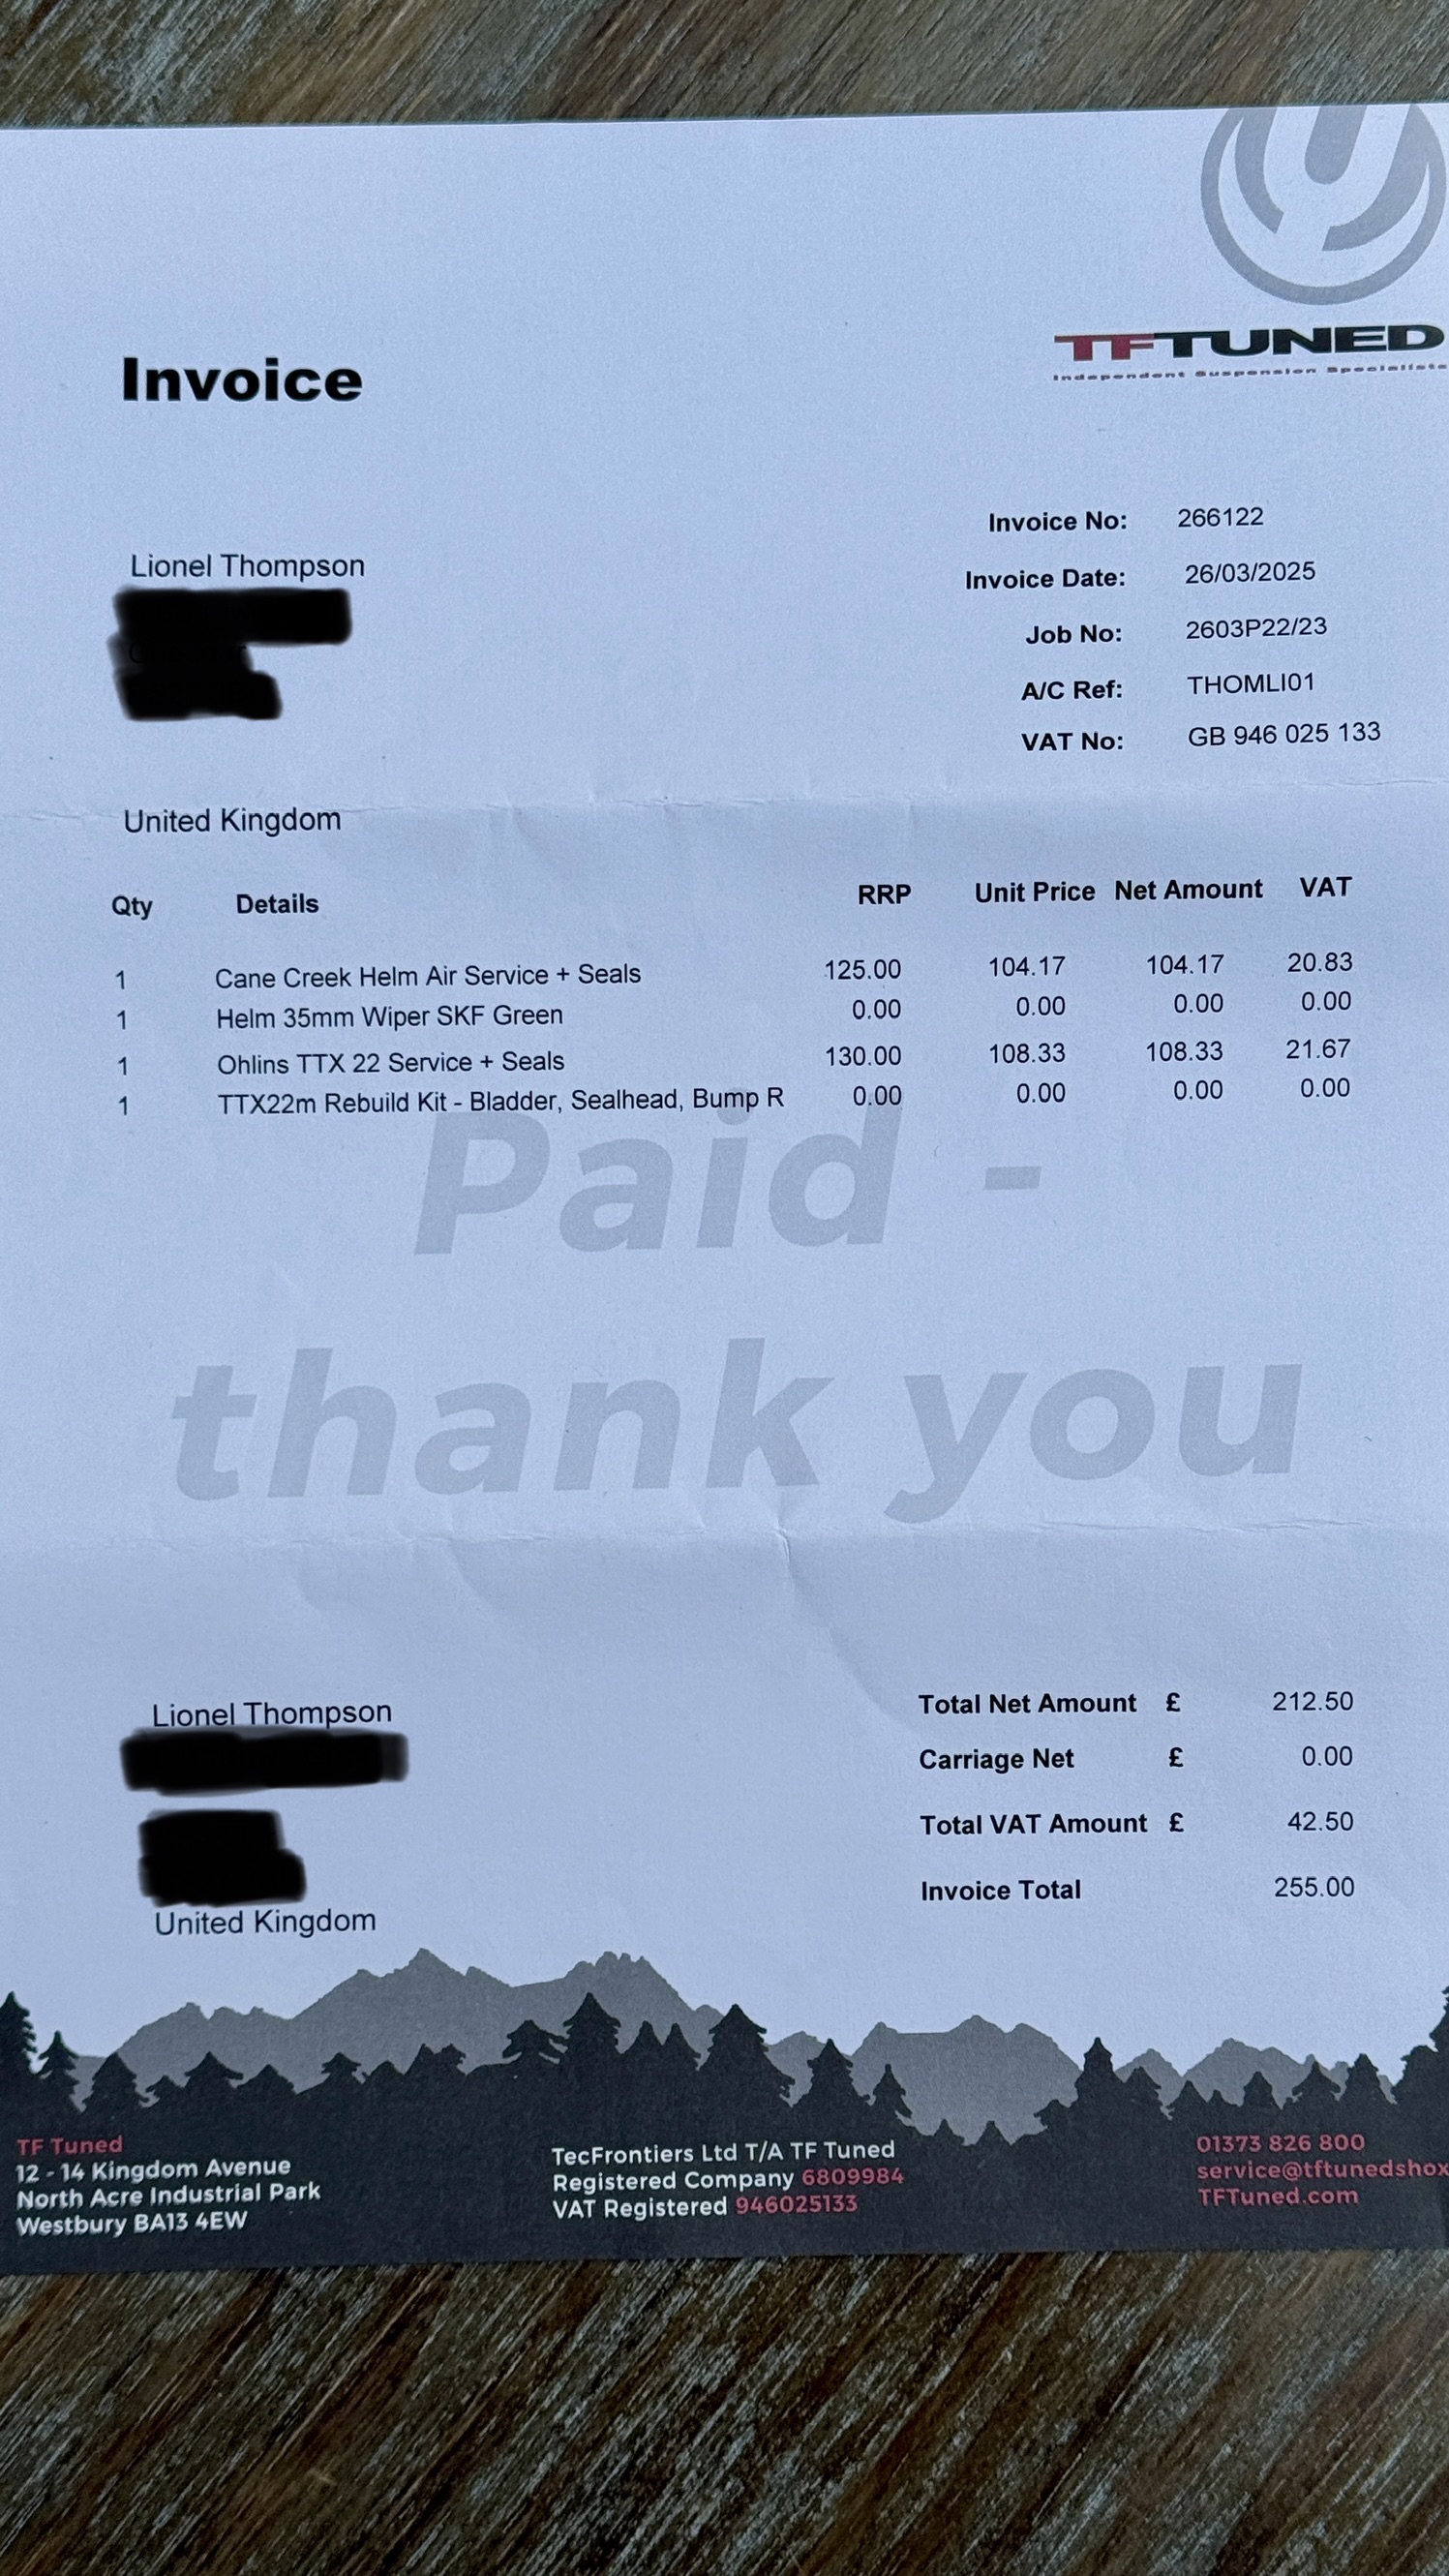 TFTUNED
Independent Suspension Specialists
Invoice
Invoice No: 266122
Invoice Date: 26/03/2025
Job No: 2603P22/23
A/C Ref: THOMLI01
VAT No: GB 946 025 133
Lionel Thompson
United Kingdom
Qty Details RRP Unit Price Net Amount VAT
1 Cane Creek Helm Air Service + Seals 125.00 104.17 104.17 20.83
1 Helm 35mm Wiper SKF Green 0.00 0.00 0.00 0.00
1 Ohlins TTX 22 Service + Seals 130.00 108.33 108.33 21.67
1 TTX22m Rebuild Kit - Bladder, Sealhead, Bump R 0.00 0.00 0.00 0.00
Paid -
thank you
Lionel Thompson
United Kingdom
Total Net Amount £ 212.50
Carriage Net £ 0.00
Total VAT Amount £ 42.50
Invoice Total 255.00
TF Tuned
12 - 14 Kingdom Avenue
North Acre Industrial Park
Westbury BA13 4EW
TecFrontiers Ltd T/A TF Tuned
Registered Company 6809984
VAT Registered 946025133
01373 826 800
service@tftunedshox
TFTuned.com